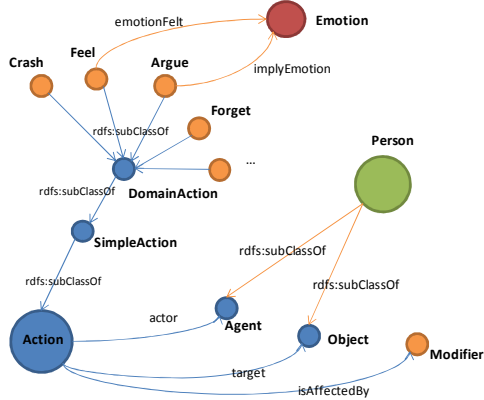 emotionFelt
Emotion
Feel
Crash
Argue
implyEmotion
Forget
rdfs:subClassOf
Person
...
rdfs:subClassOf
DomainAction
SimpleAction
rdfs:subClassOf
rdfs:subClassOf
rdfs:subClassOf
actor
Agent
Action
Object
Modifier
target
isAffectedBy